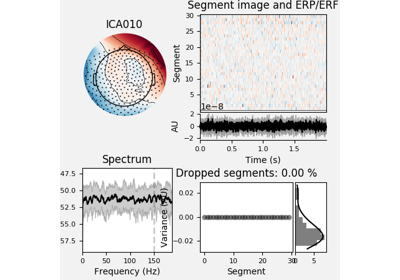 ICA010
Segment image and ERP/ERF
Segment
30
25
20
15
10
5
1e−8
AU
2
0
−2
0.0 0.5 1.0 1.5
Time (s)
Spectrum
47.5
50.0
52.5
55.0
57.5
0 50 100 150
Frequency (Hz)
Dropped segments: 0.00 %
Variance (AU)
0.02
0.00
−0.02
0 10 20 30
5
Segment